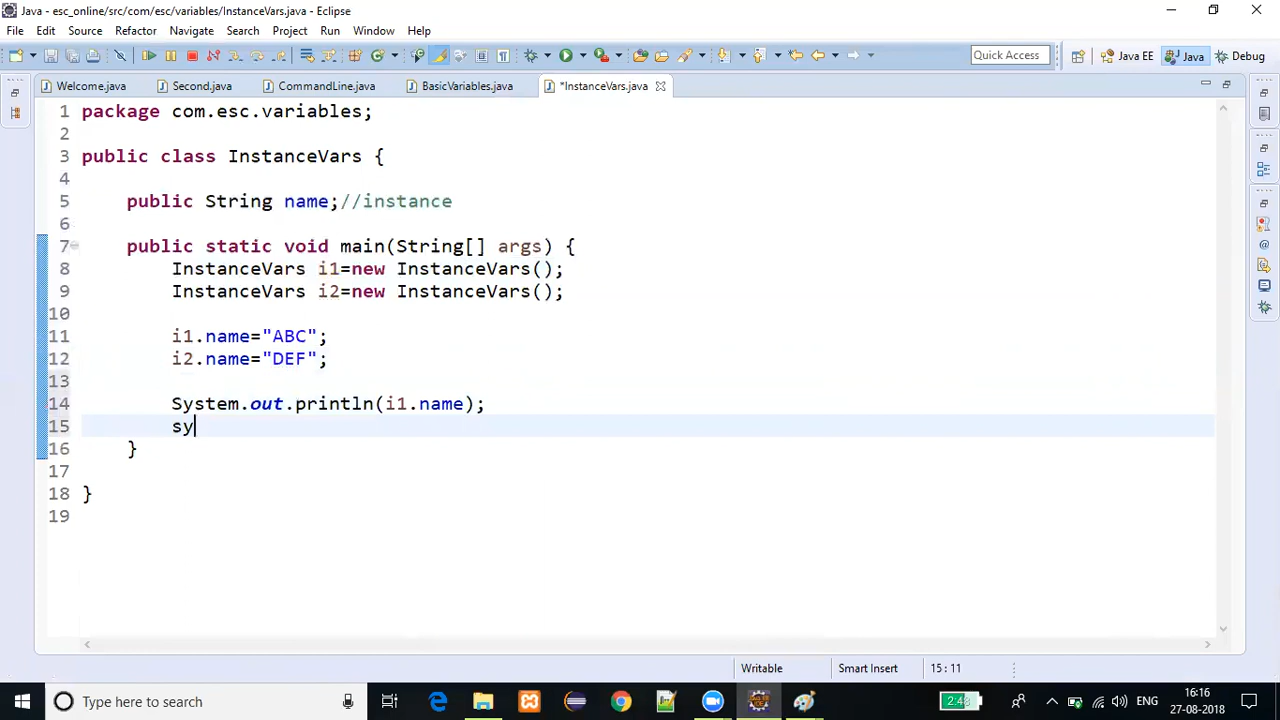 Java - esc_online/src/com/esc/variables/InstanceVars.java - Eclipse
File Edit Source Refactor Navigate Search Project Run Window Help
Quick Access Java EE Java Debug
Welcome.java Second.java CommandLine.java BasicVariables.java *InstanceVars.java
1 package com.esc.variables;
2
3 public class InstanceVars {
4
5 public String name;//instance
6
7 public static void main(String[] args) {
8 InstanceVars i1=new InstanceVars();
9 InstanceVars i2=new InstanceVars();
10
11 i1.name="ABC";
12 i2.name="DEF";
13
14 System.out.println(i1.name);
15 sy
16 }
17
18 }
19
Writable Smart Insert 15 : 11
Type here to search 2:48 ENG 16:16
27-08-2018